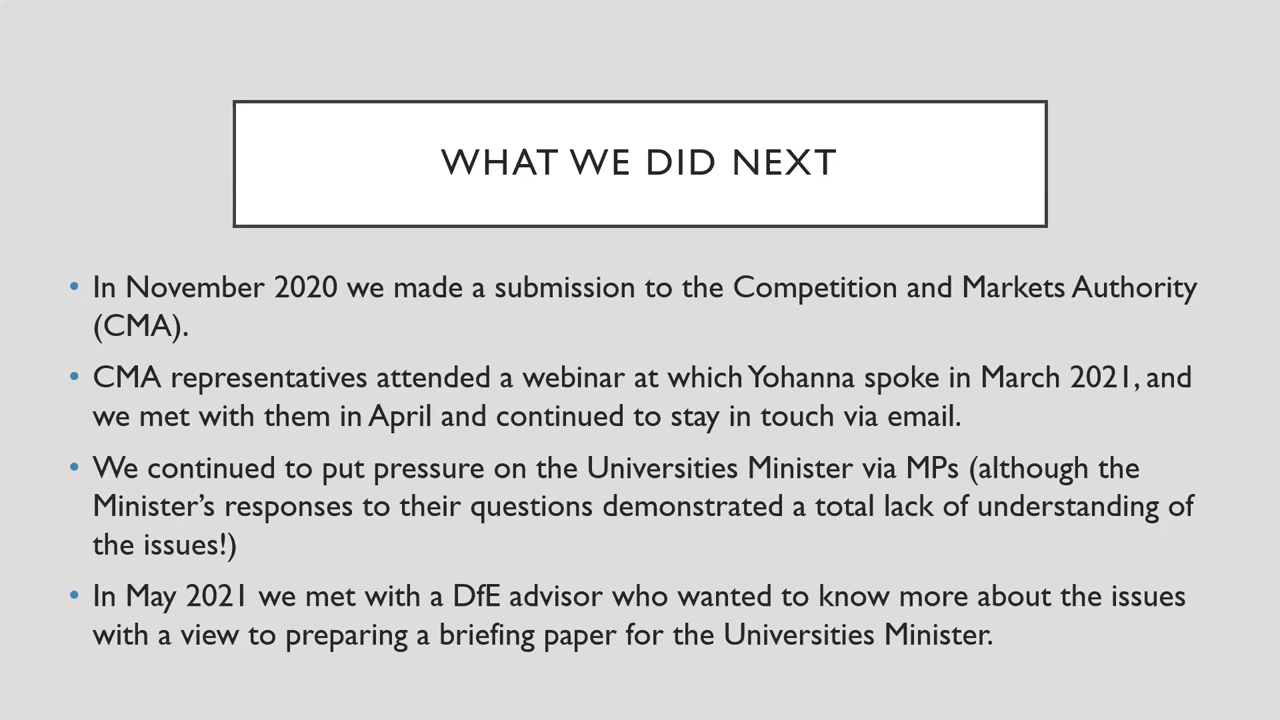 WHAT WE DID NEXT
• In November 2020 we made a submission to the Competition and Markets Authority
(CMA).
• CMA representatives attended a webinar at which Yohanna spoke in March 2021, and
we met with them in April and continued to stay in touch via email.
• We continued to put pressure on the Universities Minister via MPs (although the
Minister’s responses to their questions demonstrated a total lack of understanding of
the issues!)
• In May 2021 we met with a DfE advisor who wanted to know more about the issues
with a view to preparing a briefing paper for the Universities Minister.